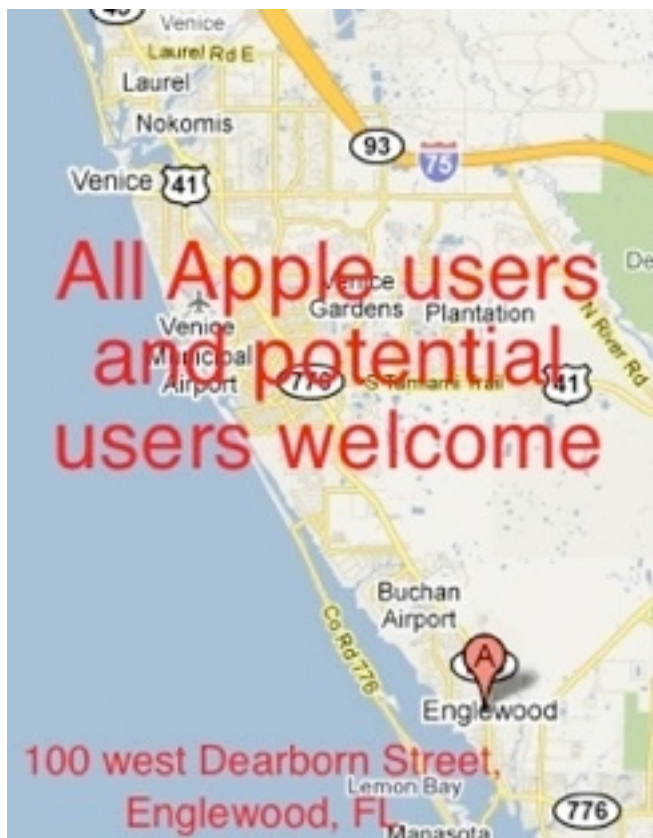 Venice
Laurel Rd E
Laurel
Nokomis
93
75
Venice 41
All Apple users
Venice
Gardens
Plantation
N River Rd
Venice
Municipal
Airport
and potential
776
S Tamiami Trail
41
users welcome
Buchan
Airport
Co Rd 776
A
Englewood
100 west Dearborn Street,
Englewood, FL
Lemon Bay
776
Manasota